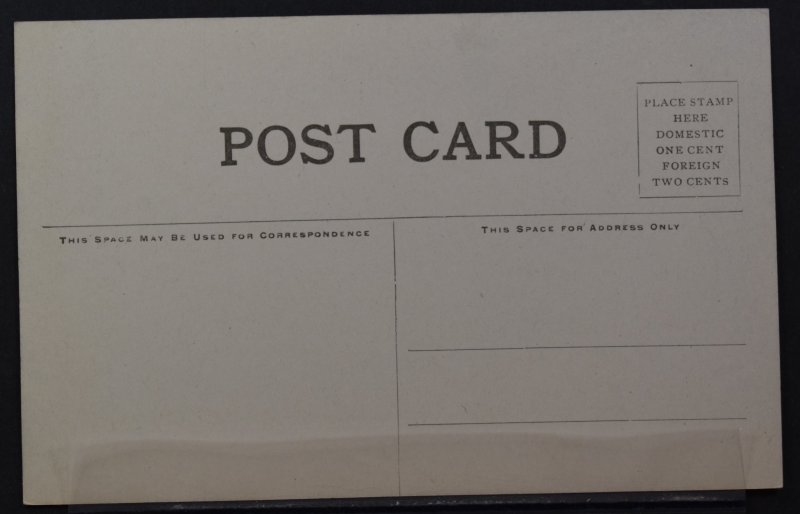 POST CARD
PLACE STAMP
HERE
DOMESTIC
ONE CENT
FOREIGN
TWO CENTS
THIS SPACE MAY BE USED FOR CORRESPONDENCE
THIS SPACE FOR ADDRESS ONLY